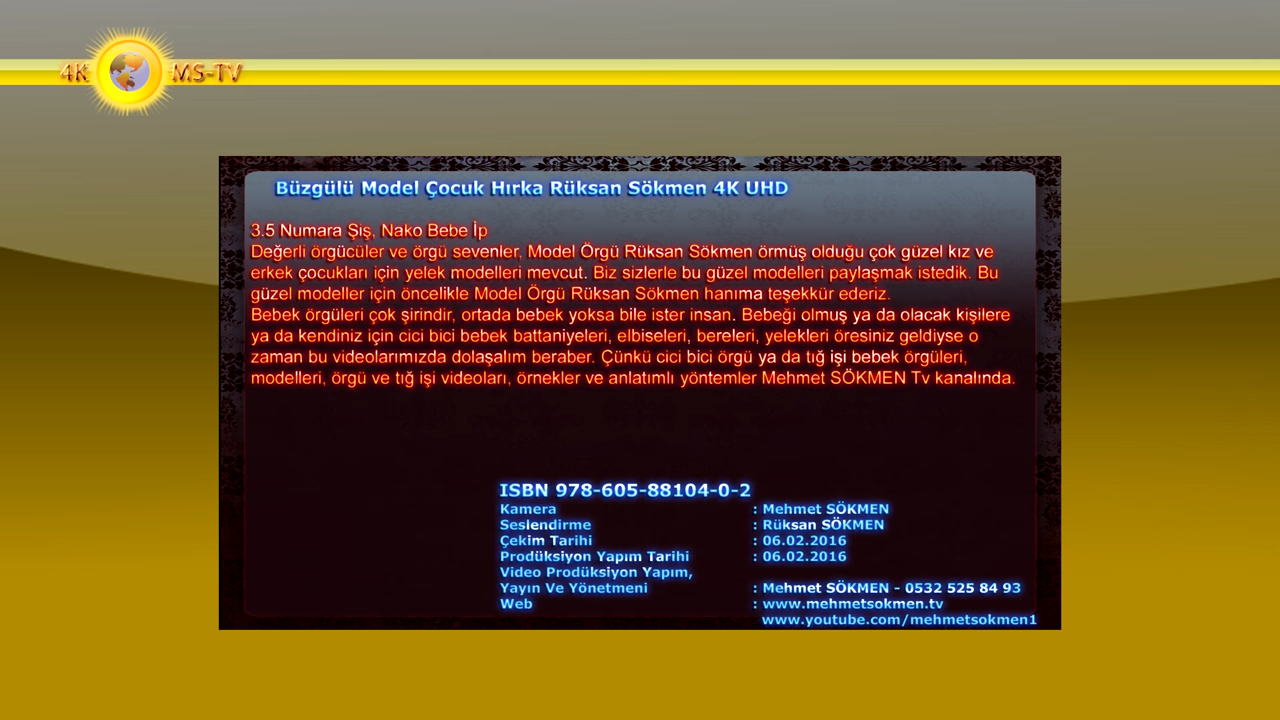 4K MS-TV
Büzgülü Model Çocuk Hırka Rüksan Sökmen 4K UHD
3.5 Numara Şiş, Nako Bebe İp
Değerli örgücüler ve örgü sevenler, Model Örgü Rüksan Sökmen örmüş olduğu çok güzel kız ve
erkek çocukları için yelek modelleri mevcut. Biz sizlerle bu güzel modelleri paylaşmak istedik. Bu
güzel modeller için öncelikle Model Örgü Rüksan Sökmen hanıma teşekkür ederiz.
Bebek örgüleri çok şirindir, ortada bebek yoksa bile ister insan. Bebeği olmuş ya da olacak kişilere
ya da kendiniz için cici bici bebek battaniyeleri, elbiseleri, bereleri, yelekleri öresiniz geldiyse o
zaman bu videolarımızda dolaşalım beraber. Çünkü cici bici örgü ya da tığ işi bebek örgüleri,
modelleri, örgü ve tığ işi videoları, örnekler ve anlatımlı yöntemler Mehmet SÖKMEN Tv kanalında.
ISBN 978-605-88104-0-2
Kamera : Mehmet SÖKMEN
Seslendirme : Rüksan SÖKMEN
Çekim Tarihi : 06.02.2016
Prodüksiyon Yapım Tarihi : 06.02.2016
Video Prodüksiyon Yapım,
Yayın Ve Yönetmeni : Mehmet SÖKMEN - 0532 525 84 93
Web : www.mehmetsokmen.tv
www.youtube.com/mehmetsokmen1